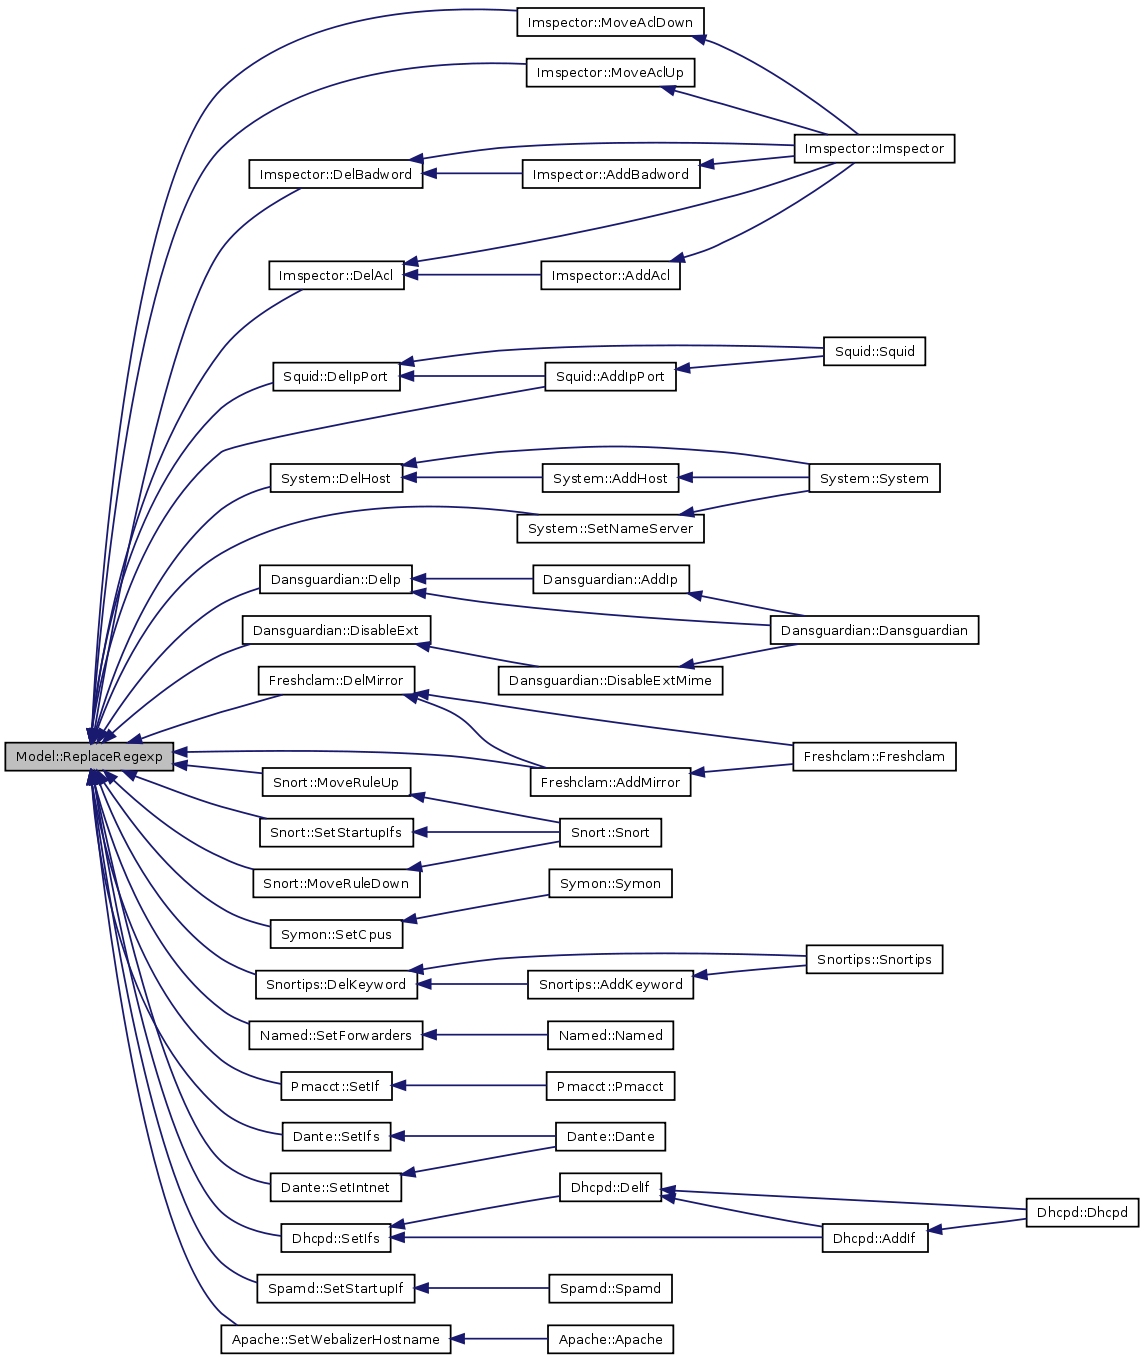 Imspector::MoveAclDown
Imspector::MoveAclUp
Imspector::Imspector
Imspector::DelBadword
Imspector::AddBadword
Imspector::DelAcl
Imspector::AddAcl
Squid::Squid
Squid::DelIpPort
Squid::AddIpPort
System::DelHost
System::AddHost
System::System
System::SetNameServer
Dansguardian::DelIp
Dansguardian::AddIp
Dansguardian::DisableExt
Dansguardian::Dansguardian
Freshclam::DelMirror
Dansguardian::DisableExtMime
Model::ReplaceRegexp
Freshclam::Freshclam
Snort::MoveRuleUp
Freshclam::AddMirror
Snort::SetStartupIfs
Snort::Snort
Snort::MoveRuleDown
Symon::Symon
Symon::SetCpus
Snortips::Snortips
Snortips::DelKeyword
Snortips::AddKeyword
Named::SetForwarders
Named::Named
Pmacct::SetIf
Pmacct::Pmacct
Dante::SetIfs
Dante::Dante
Dante::SetIntnet
Dhcpd::DelIf
Dhcpd::Dhcpd
Dhcpd::SetIfs
Dhcpd::AddIf
Spamd::SetStartupIf
Spamd::Spamd
Apache::SetWebalizerHostname
Apache::Apache